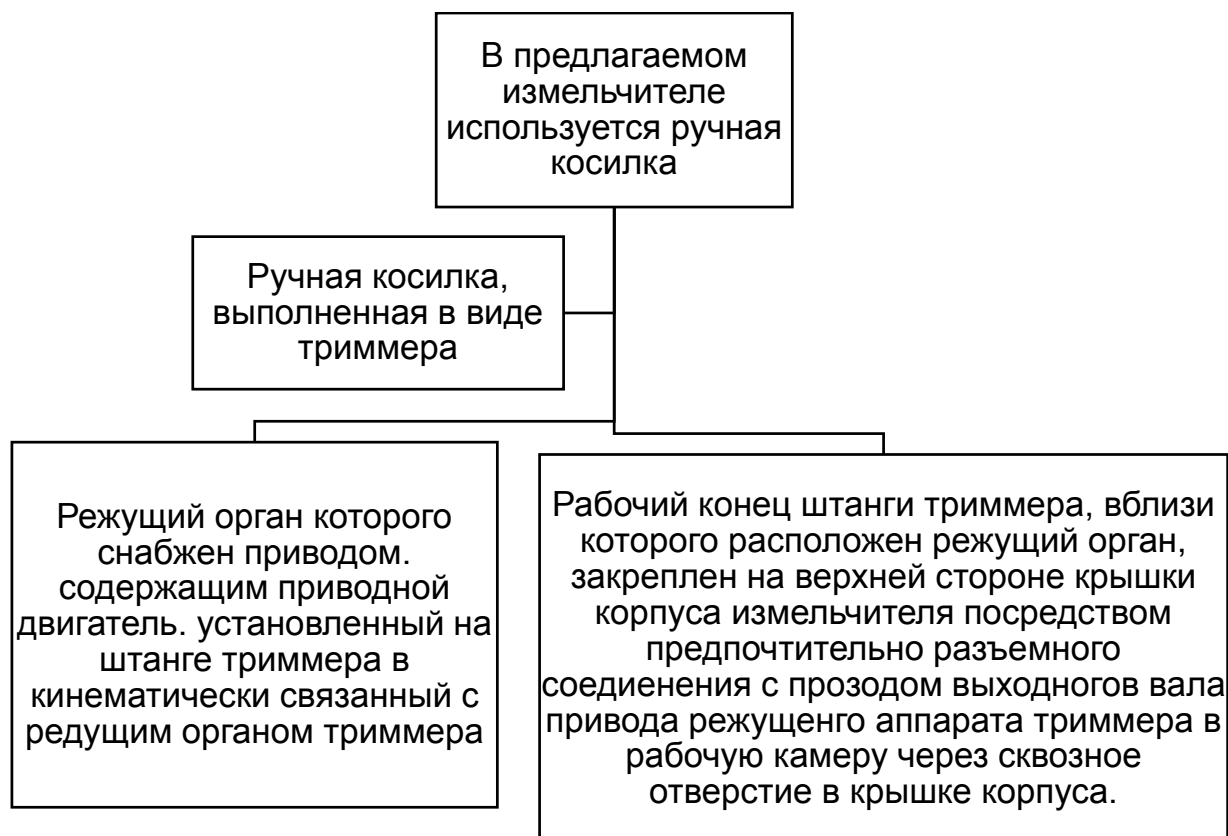 В предлагаемом
измельчителе
используется ручная
косилка
Ручная косилка,
выполненная в виде
триммера
Режущий орган которого
снабжен приводом.
содержащим приводной
двигатель. установленный на
штанге триммера в
кинематически связанный с
редущим органом триммера
Рабочий конец штанги триммера, вблизи
которого расположен режущий орган,
закреплен на верхней стороне крышки
корпуса измельчителя посредством
предпочтительно разъемного
соедиенения с прозодом выходногов вала
привода режущенго аппарата триммера в
рабочую камеру через сквозное
отверстие в крышке корпуса.